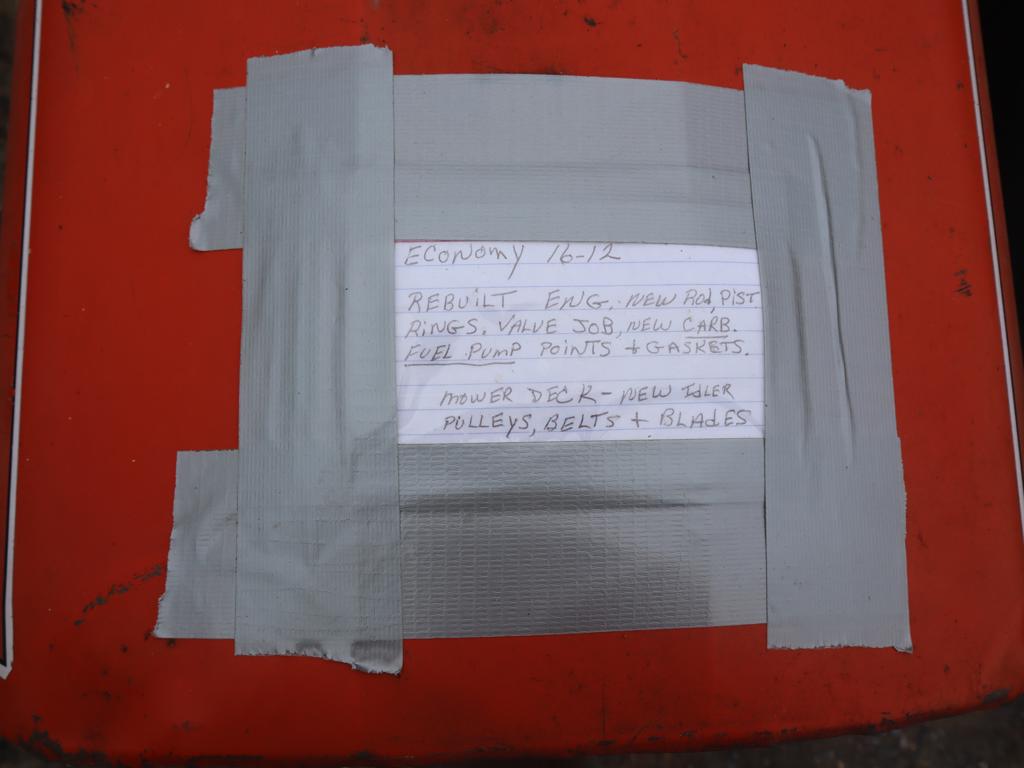 ECONOMY 16-12
REBUILT ENG. NEW ROd, PIST
RINGS. VALVE JOB, NEW CARB.
FUEL PUMP POINTS + GASKETS.
MOWER DECK - NEW IdLER
PULLEYS, BELTS + BLAdES